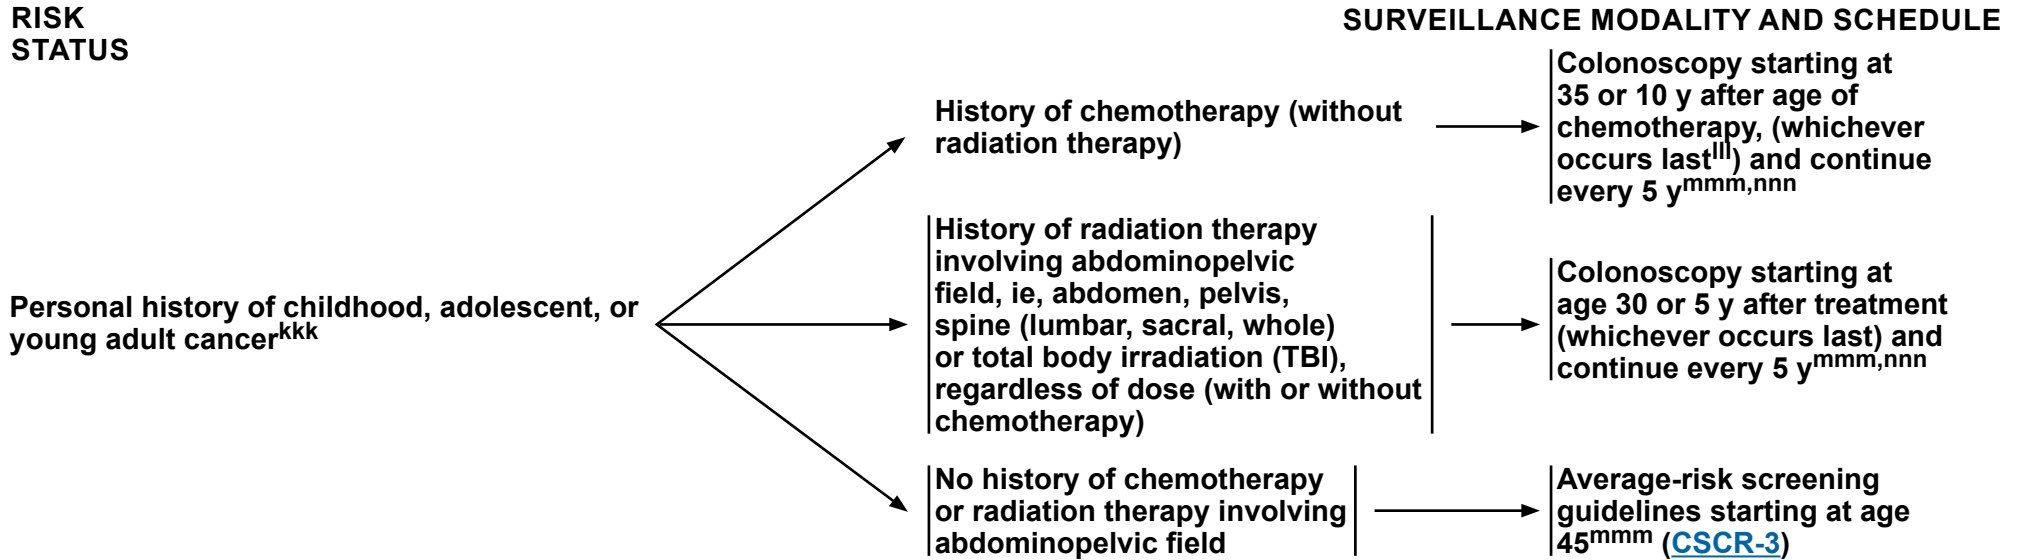 RISK
STATUS
SURVEILLANCE MODALITY AND SCHEDULE
Personal history of childhood, adolescent, or
young adult cancerkkk
History of chemotherapy (without
radiation therapy)
Colonoscopy starting at
35 or 10 y after age of
chemotherapy, (whichever
occurs lastlll) and continue
every 5 ymmm,nnn
History of radiation therapy
involving abdominopelvic
field, ie, abdomen, pelvis,
spine (lumbar, sacral, whole)
or total body irradiation (TBI),
regardless of dose (with or without
chemotherapy)
Colonoscopy starting at
age 30 or 5 y after treatment
(whichever occurs last) and
continue every 5 ymmm,nnn
No history of chemotherapy
or radiation therapy involving
abdominopelvic field
Average-risk screening
guidelines starting at age
45mmm (CSCR-3)